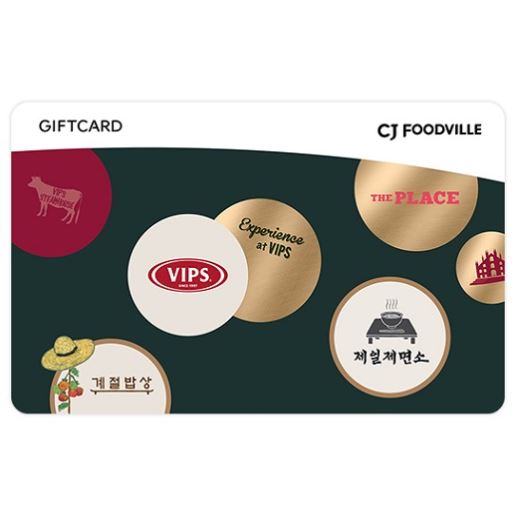 GIFTCARD
CJ FOODVILLE
VIPS
STEAKHOUSE
THE PLACE
Experience
at VIPS
VIPS.
SINCE 1997
제일제면소
계절밥상